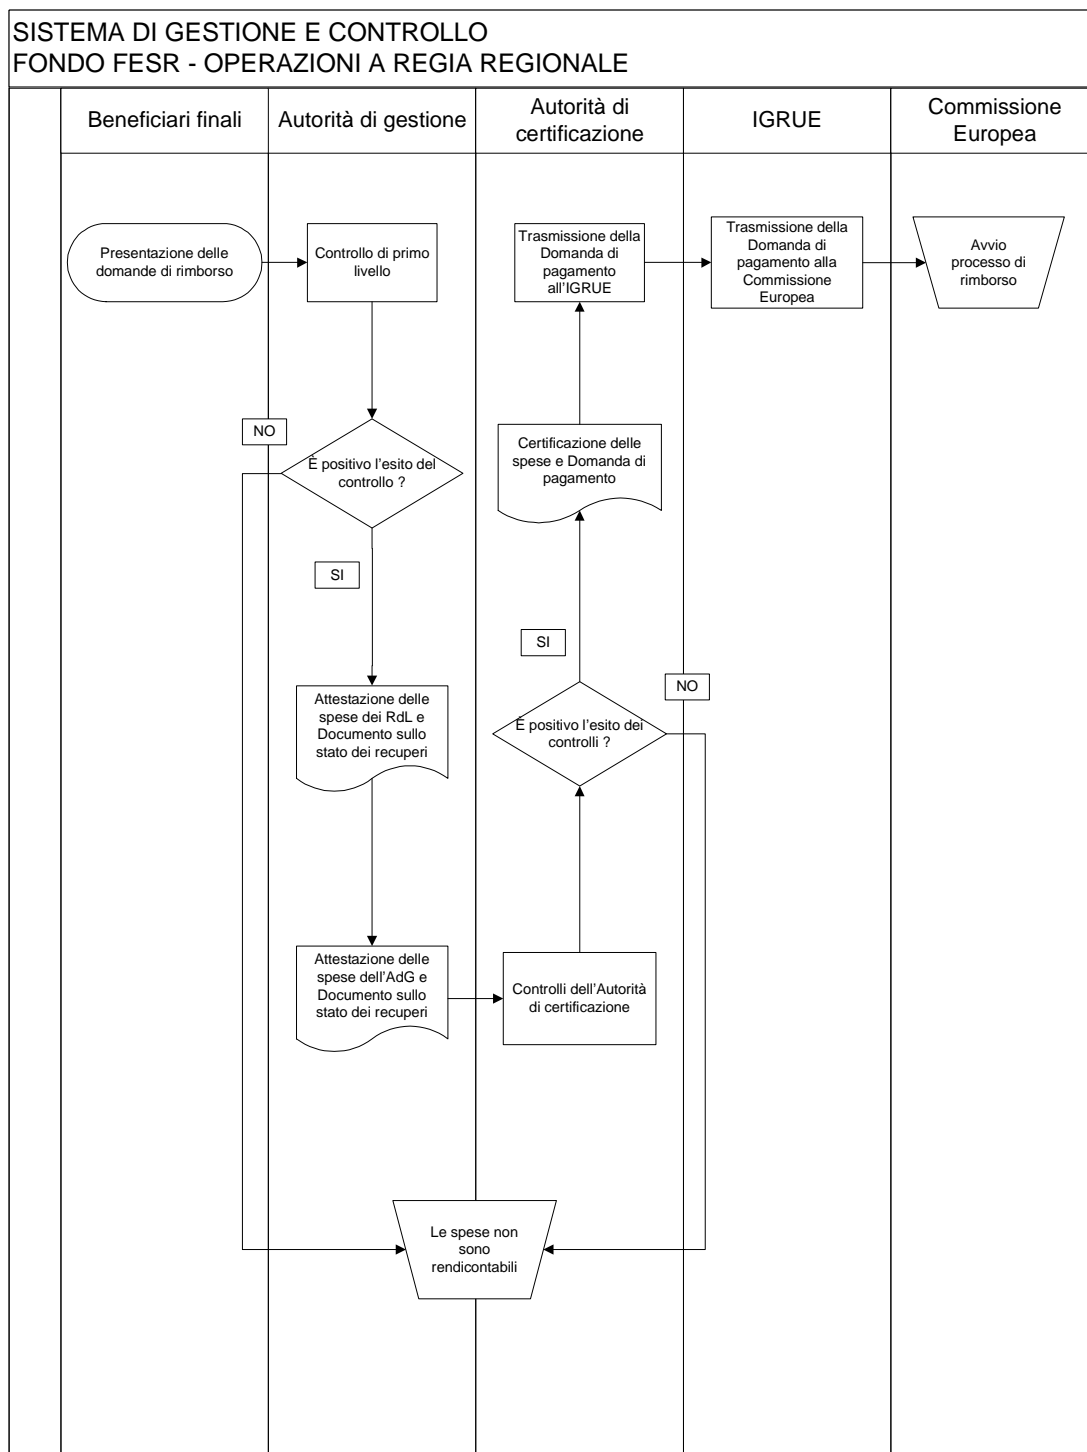 SISTEMA DI GESTIONE E CONTROLLO
FONDO FESR - OPERAZIONI A REGIA REGIONALE
Beneficiari finali
Autorità di gestione
Autorità di
certificazione
IGRUE
Commissione
Europea
Presentazione delle
domande di rimborso
Controllo di primo
livello
Trasmissione della
Domanda di
pagamento
all'IGRUE
Trasmissione della
Domanda di
pagamento alla
Commissione
Europea
Avvio
processo di
rimborso
NO
È positivo l'esito del
controllo ?
Certificazione delle
spese e Domanda di
pagamento
SI
SI
Attestazione delle
spese dei RdL e
Documento sullo
stato dei recuperi
È positivo l'esito dei
controlli ?
NO
Attestazione delle
spese dell'AdG e
Documento sullo
stato dei recuperi
Controlli dell'Autorità
di certificazione
Le spese non
sono
rendicontabili